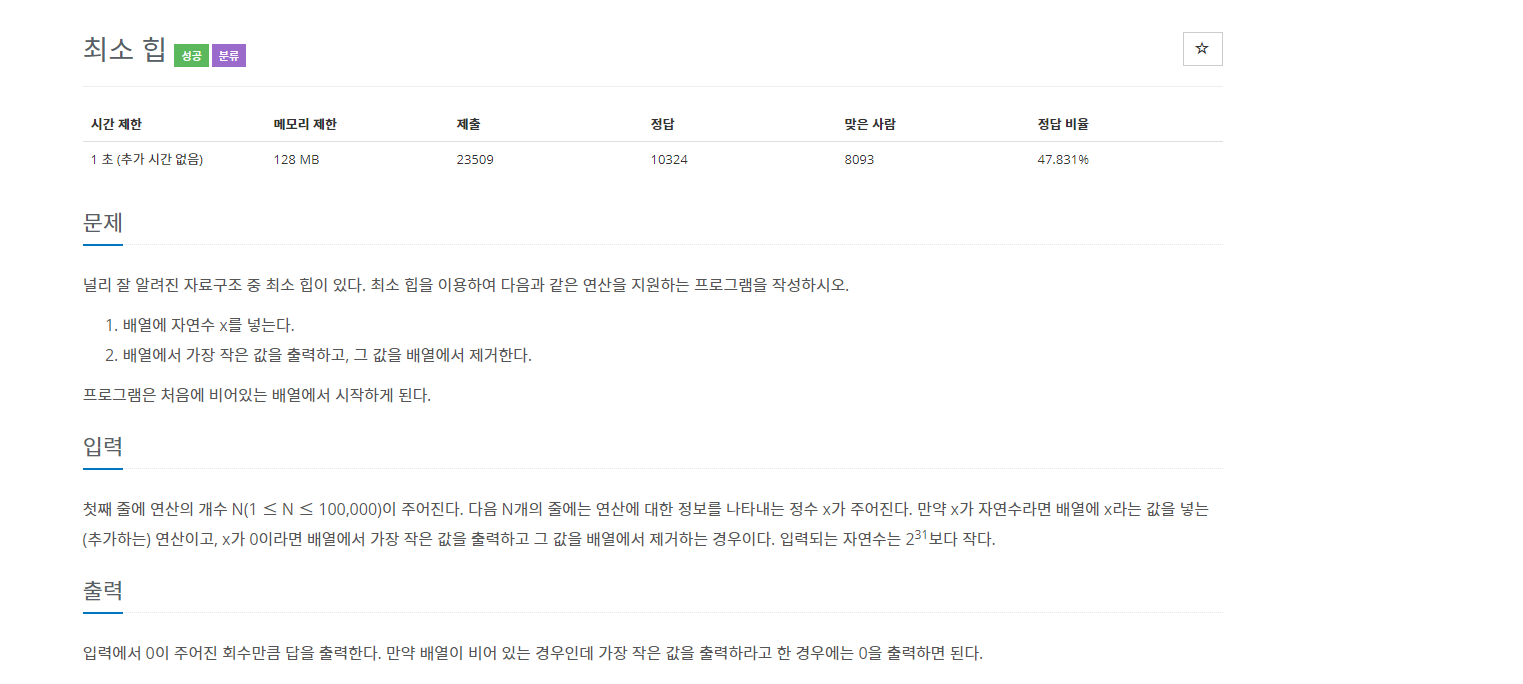 최소 힙 성공 분류
☆
시간 제한 메모리 제한 제출 정답 맞은 사람 정답 비율
1 초 (추가 시간 없음) 128 MB 23509 10324 8093 47.831%
문제
널리 잘 알려진 자료구조 중 최소 힙이 있다. 최소 힙을 이용하여 다음과 같은 연산을 지원하는 프로그램을 작성하시오.
1. 배열에 자연수 x를 넣는다.
2. 배열에서 가장 작은 값을 출력하고, 그 값을 배열에서 제거한다.
프로그램은 처음에 비어있는 배열에서 시작하게 된다.
입력
첫째 줄에 연산의 개수 N(1 ≤ N ≤ 100,000)이 주어진다. 다음 N개의 줄에는 연산에 대한 정보를 나타내는 정수 x가 주어진다. 만약 x가 자연수라면 배열에 x라는 값을 넣는
(추가하는) 연산이고, x가 0이라면 배열에서 가장 작은 값을 출력하고 그 값을 배열에서 제거하는 경우이다. 입력되는 자연수는 2³¹보다 작다.
출력
입력에서 0이 주어진 회수만큼 답을 출력한다. 만약 배열이 비어 있는 경우인데 가장 작은 값을 출력하라고 한 경우에는 0을 출력하면 된다.